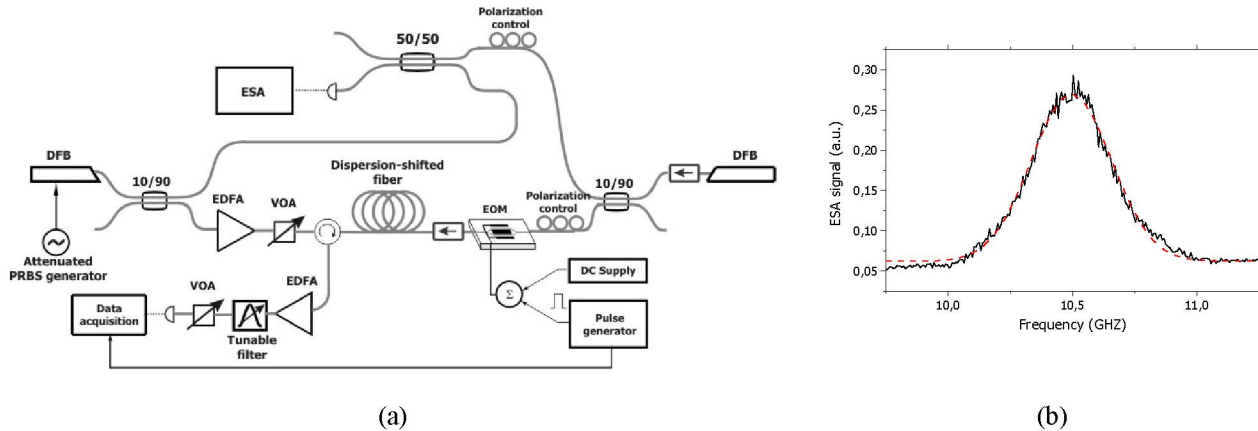 Polarization
control
50/50
ESA
DFB
10/90
Dispersion-shifted
fiber
DFB
10/90
EDFA
VOA
EOM
Polarization
control
Attenuated
PRBS generator
EDFA
VOA
DC Supply
Σ
Data
acquisition
Tunable
filter
Pulse
generator
(a)
0,35
0,30
0,25
0,20
0,15
0,10
0,05
ESA signal (a.u.)
10,0
10,5
11,0
Frequency (GHZ)
(b)